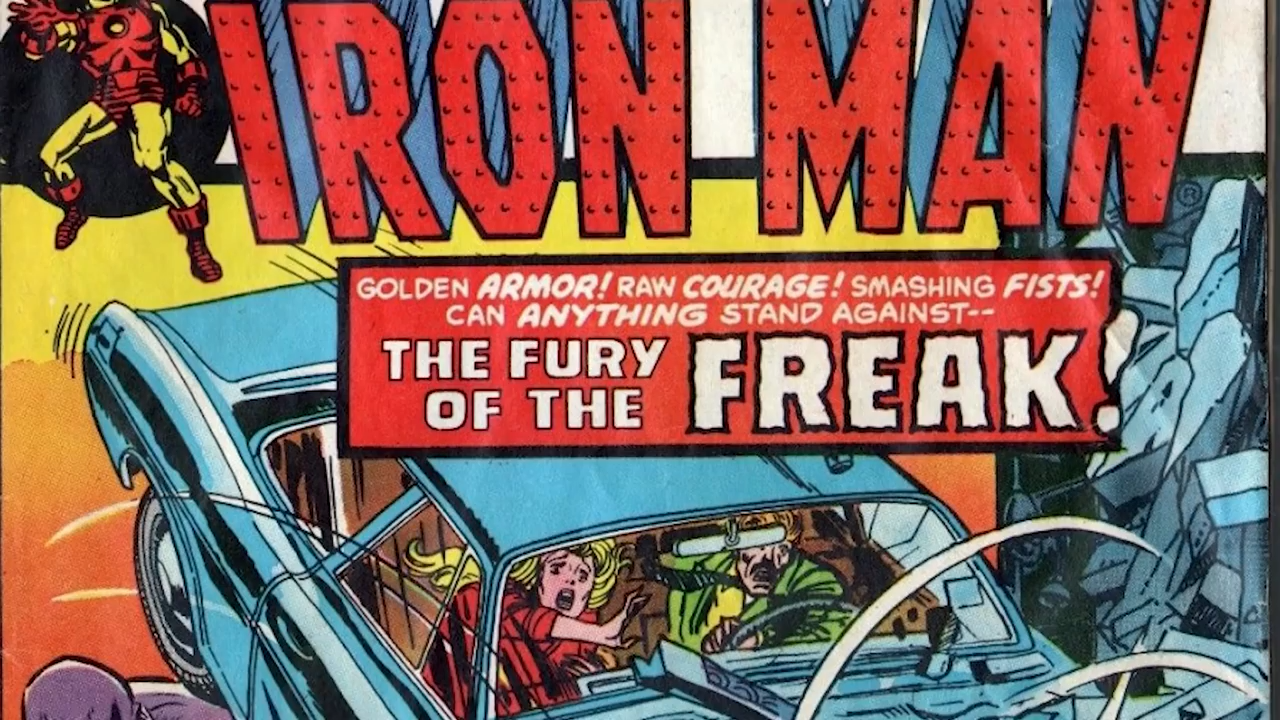 IRON MAN
®
GOLDEN ARMOR! RAW COURAGE! SMASHING FISTS!
CAN ANYTHING STAND AGAINST--
THE FURY
OF THE
FREAK!